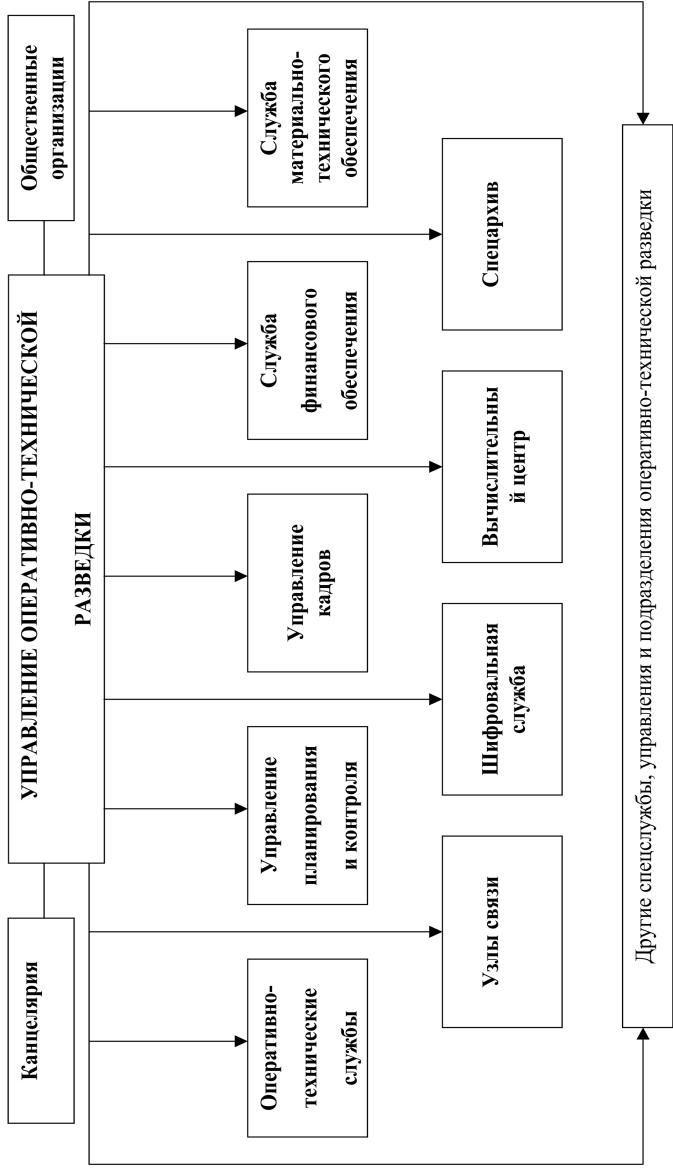 Канцелярия
УПРАВЛЕНИЕ ОПЕРАТИВНО-ТЕХНИЧЕСКОЙ
РАЗВЕДКИ
Общественные
организации
Оперативно-
технические
службы
Управление
планирования
и контроля
Управление
кадров
Служба
финансового
обеспечения
Служба
материально-
технического
обеспечения
Узлы связи
Шифровальная
служба
Вычислительны
й центр
Спецархив
Другие спецслужбы, управления и подразделения оперативно-технической разведки